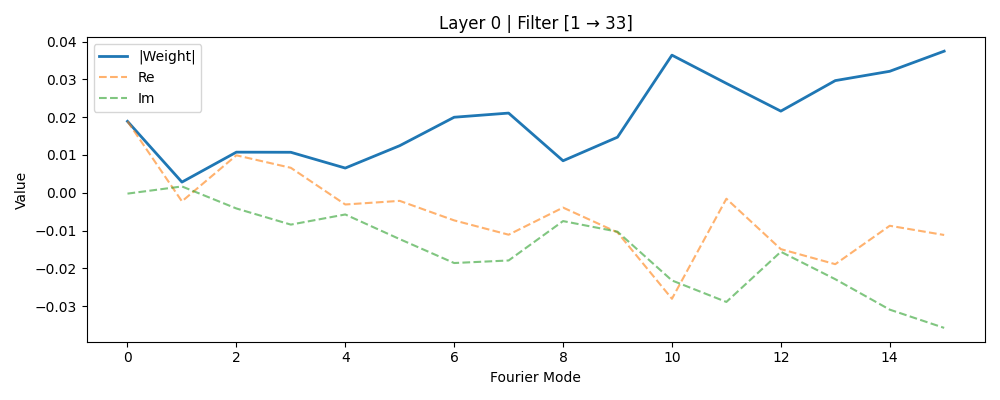 Layer 0 | Filter [1 → 33]
|Weight|
Re
Im
0.04
0.03
0.02
0.01
0.00
−0.01
−0.02
−0.03
Value
0 2 4 6 8 10 12 14
Fourier Mode